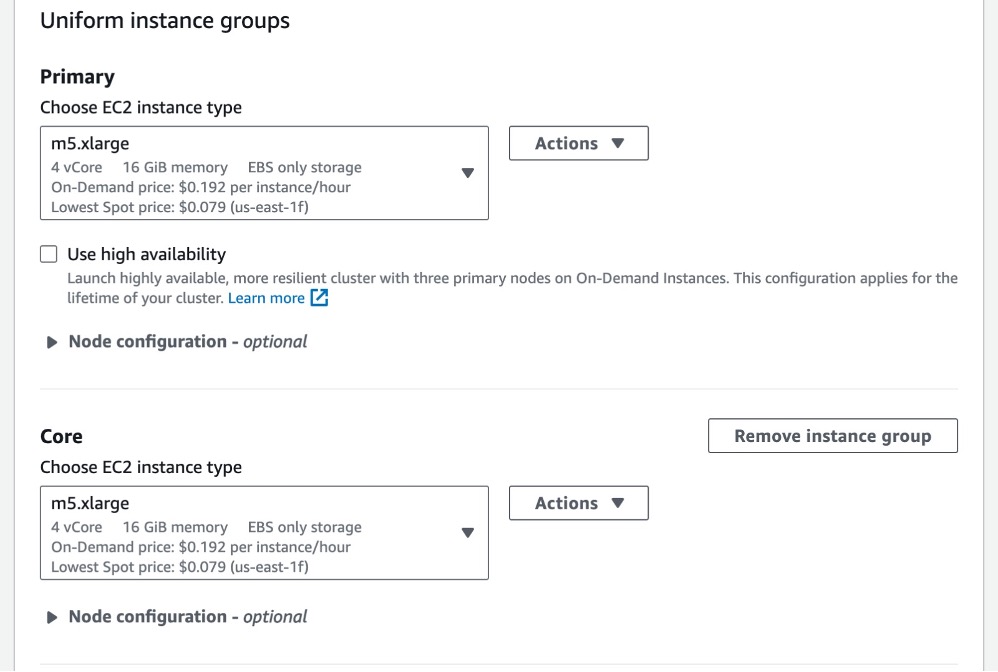 Uniform instance groups
Primary
Choose EC2 instance type
m5.xlarge
4 vCore 16 GiB memory EBS only storage
On-Demand price: $0.192 per instance/hour
Lowest Spot price: $0.079 (us-east-1f)
Actions
Use high availability
Launch highly available, more resilient cluster with three primary nodes on On-Demand Instances. This configuration applies for the
lifetime of your cluster. Learn more
Node configuration - optional
Core
Remove instance group
Choose EC2 instance type
m5.xlarge
4 vCore 16 GiB memory EBS only storage
On-Demand price: $0.192 per instance/hour
Lowest Spot price: $0.079 (us-east-1f)
Actions
Node configuration - optional